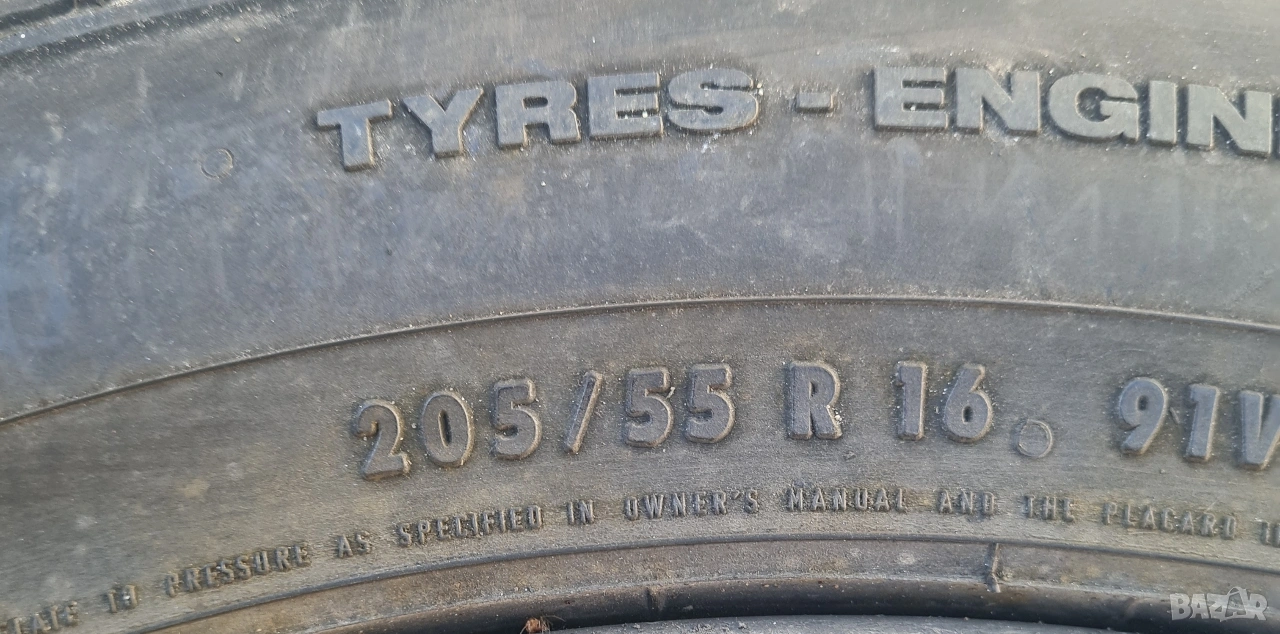 TYRES - ENGIN
205/55 R 16 91V
TO PRESSURE AS SPECIFIED IN OWNER'S MANUAL AND THE PLACARD
BAZAR